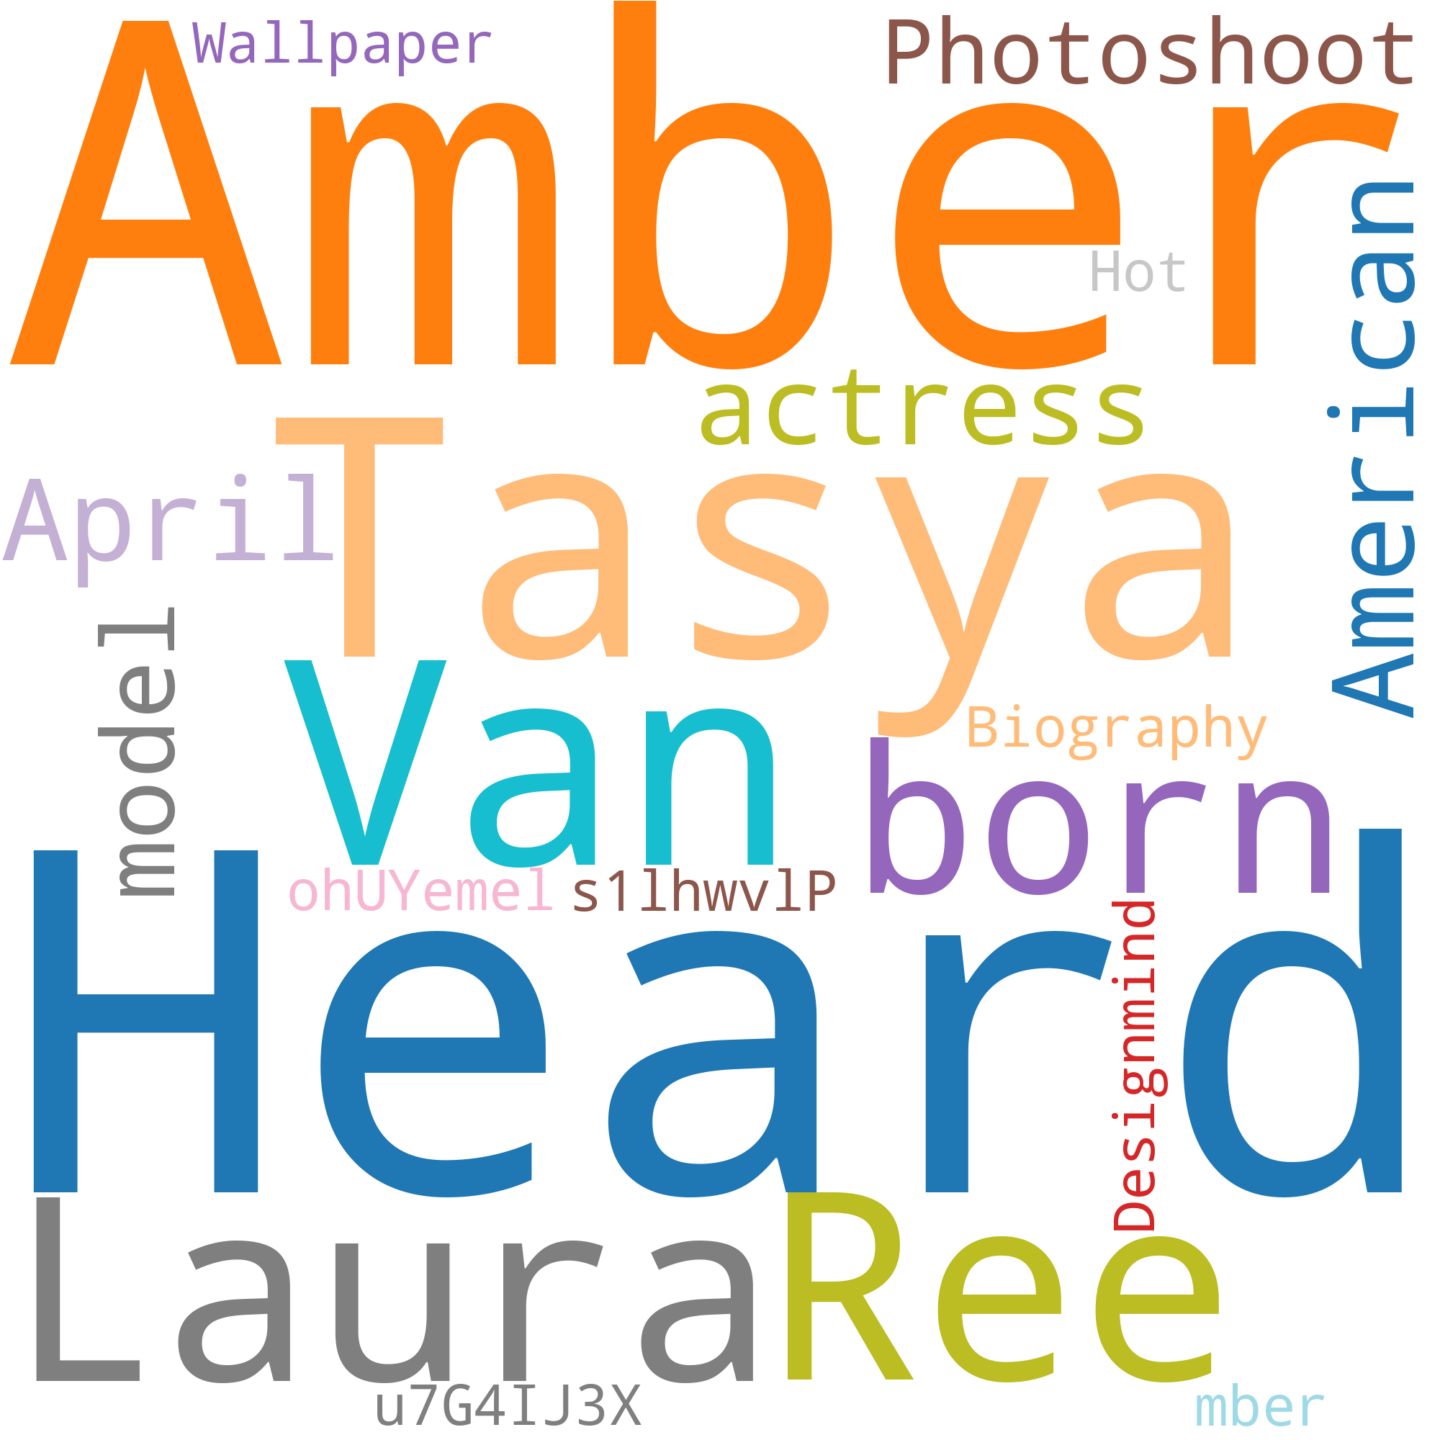 Wallpaper
Photoshoot
Amber
Hot
American
actress
Tasya
April
model
Van
Biography
born
ohUYemel
s1lhwvlP
Heard
Designmind
Laura
Ree
u7G4IJ3X
mber